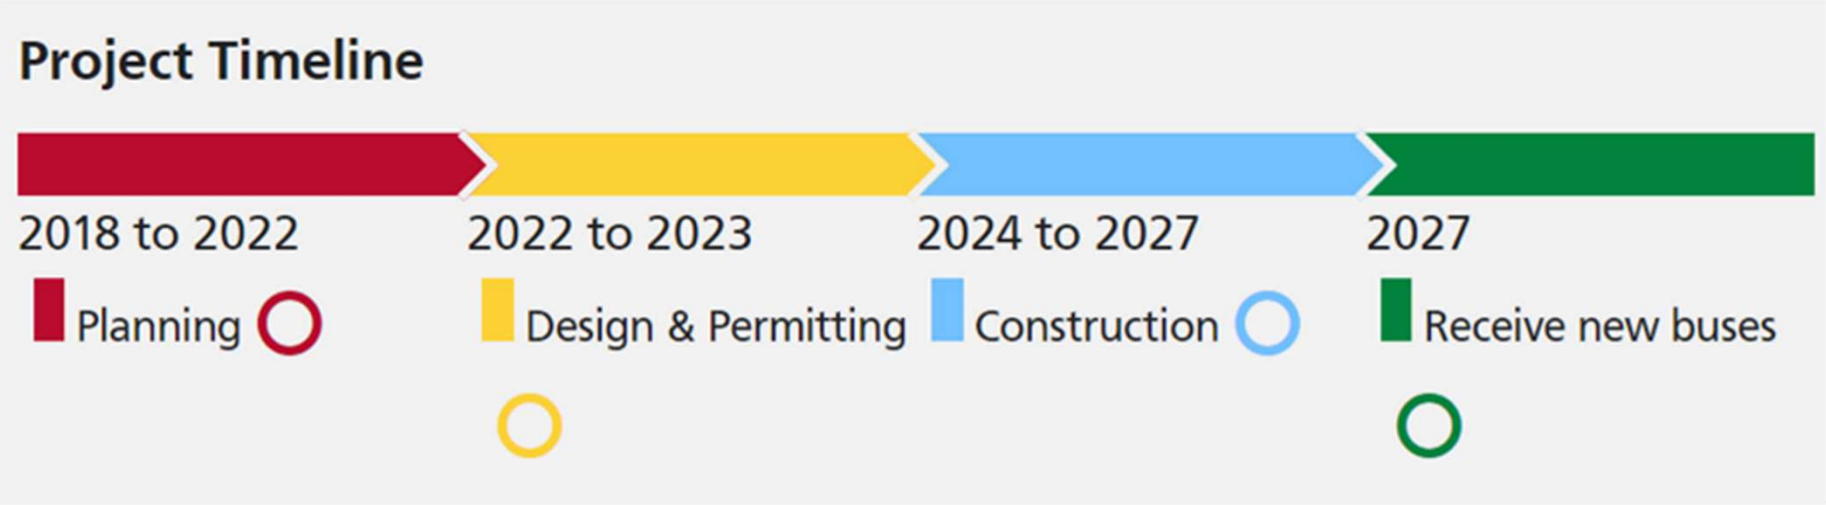 Project Timeline
2018 to 2022
Planning
2022 to 2023
Design & Permitting
2024 to 2027
Construction
2027
Receive new buses